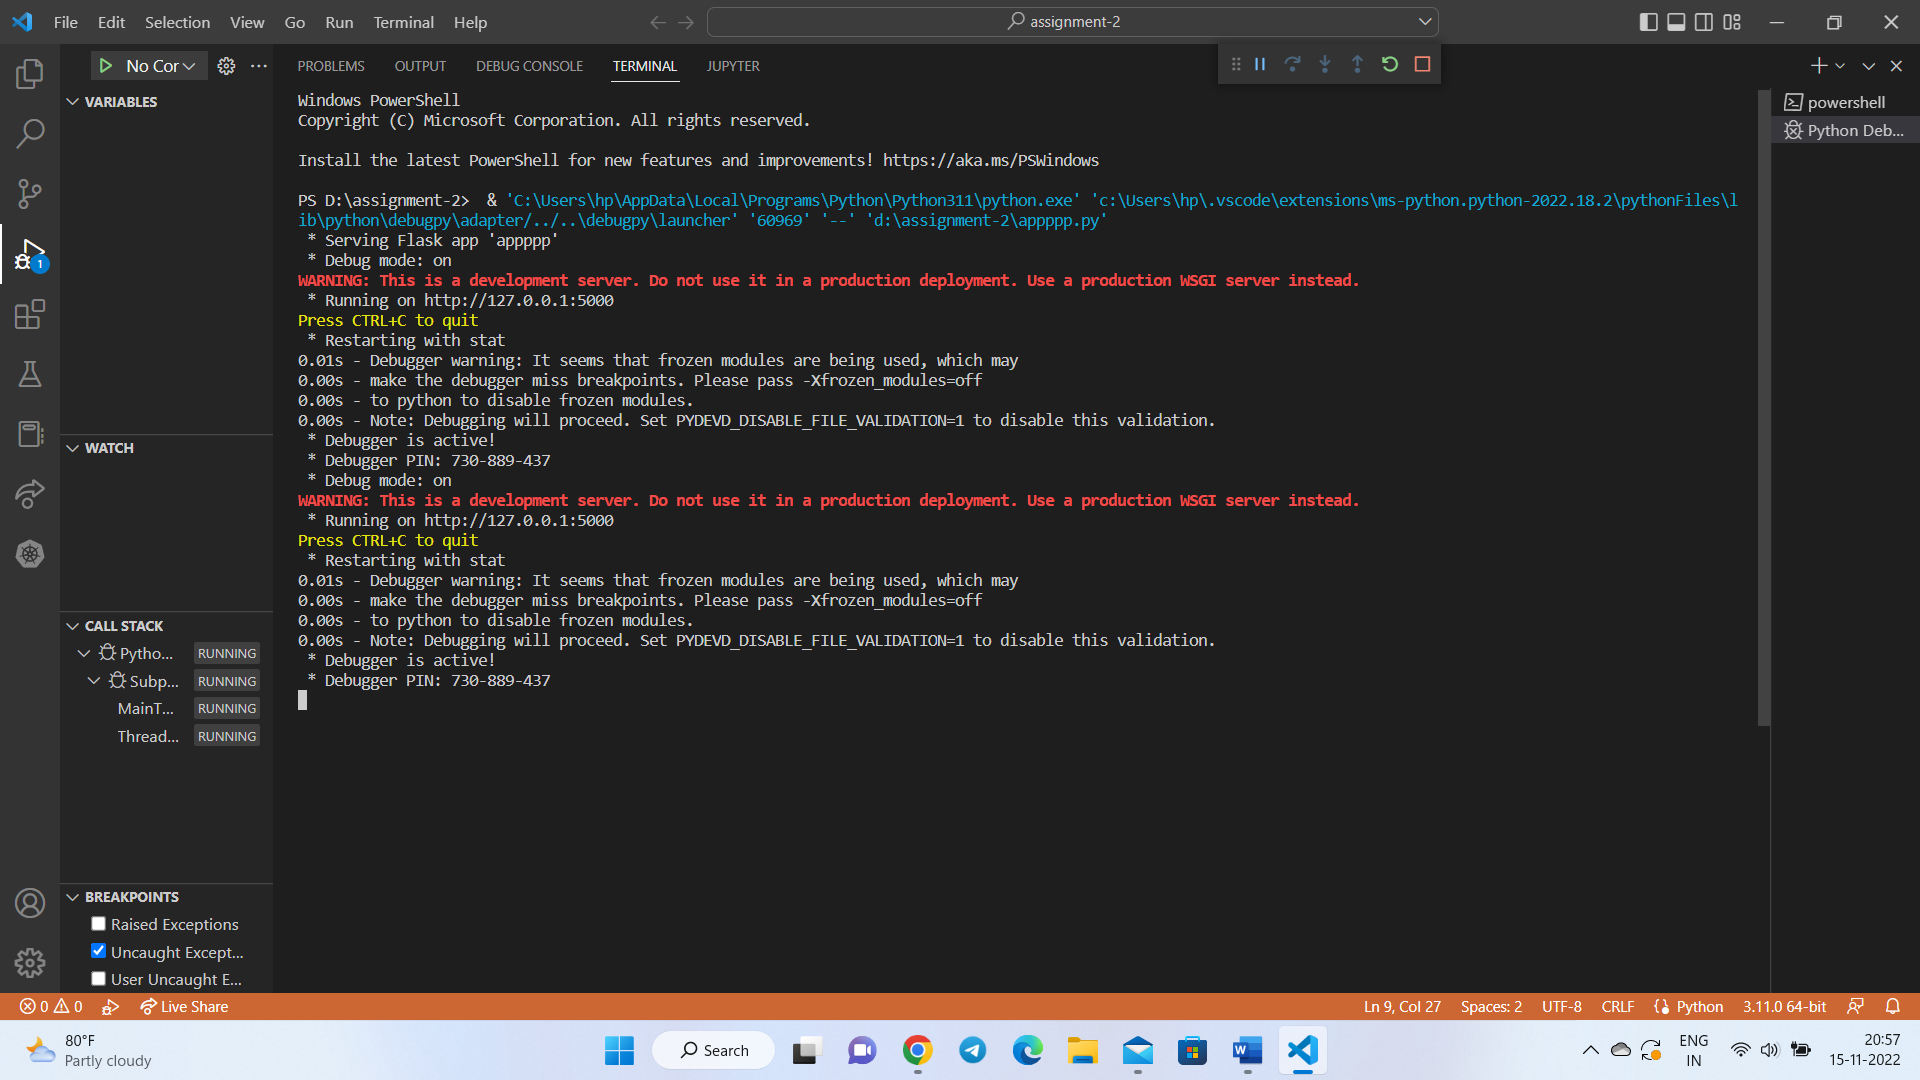 File Edit Selection View Go Run Terminal Help
assignment-2
No Cor
PROBLEMS OUTPUT DEBUG CONSOLE TERMINAL JUPYTER
VARIABLES
WATCH
CALL STACK
Pytho... RUNNING
Subp... RUNNING
MainT... RUNNING
Thread... RUNNING
BREAKPOINTS
Raised Exceptions
Uncaught Except...
User Uncaught E...
Windows PowerShell
Copyright (C) Microsoft Corporation. All rights reserved.
Install the latest PowerShell for new features and improvements! https://aka.ms/PSWindows
PS D:\assignment-2>  & 'C:\Users\hp\AppData\Local\Programs\Python\Python311\python.exe' 'c:\Users\hp\.vscode\extensions\ms-python.python-2022.18.2\pythonFiles\l
ib\python\debugpy\adapter/../..\debugpy\launcher' '60969' '--' 'd:\assignment-2\appppp.py'
* Serving Flask app 'appppp'
* Debug mode: on
WARNING: This is a development server. Do not use it in a production deployment. Use a production WSGI server instead.
* Running on http://127.0.0.1:5000
Press CTRL+C to quit
* Restarting with stat
0.01s - Debugger warning: It seems that frozen modules are being used, which may
0.00s - make the debugger miss breakpoints. Please pass -Xfrozen_modules=off
0.00s - to python to disable frozen modules.
0.00s - Note: Debugging will proceed. Set PYDEVD_DISABLE_FILE_VALIDATION=1 to disable this validation.
* Debugger is active!
* Debugger PIN: 730-889-437
* Debug mode: on
WARNING: This is a development server. Do not use it in a production deployment. Use a production WSGI server instead.
* Running on http://127.0.0.1:5000
Press CTRL+C to quit
* Restarting with stat
0.01s - Debugger warning: It seems that frozen modules are being used, which may
0.00s - make the debugger miss breakpoints. Please pass -Xfrozen_modules=off
0.00s - to python to disable frozen modules.
0.00s - Note: Debugging will proceed. Set PYDEVD_DISABLE_FILE_VALIDATION=1 to disable this validation.
* Debugger is active!
* Debugger PIN: 730-889-437
powershell
Python Deb...
1
0 0 Live Share Ln 9, Col 27 Spaces: 2 UTF-8 CRLF Python 3.11.0 64-bit
80°F
Partly cloudy
Search
W
ENG
IN
20:57
15-11-2022